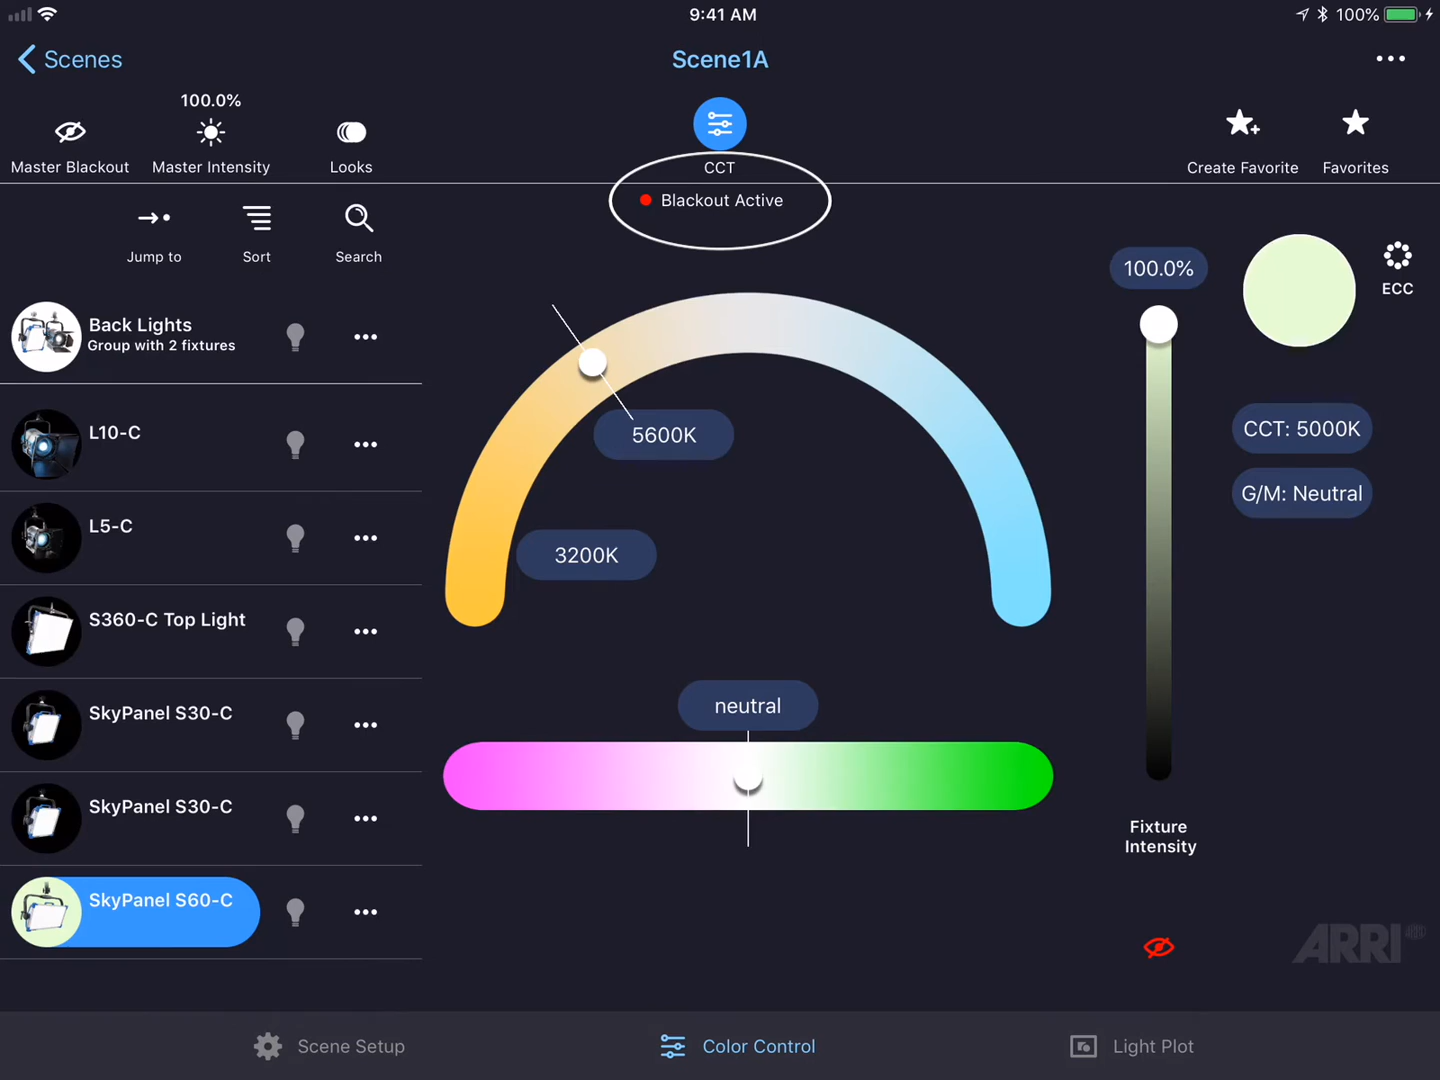 9:41 AM
100%
Scenes
Scene1A
100.0%
Master Blackout
Master Intensity
Looks
CCT
Create Favorite
Favorites
Blackout Active
Jump to
Sort
Search
100.0%
ECC
Back Lights
Group with 2 fixtures
5600K
CCT: 5000K
L10-C
G/M: Neutral
L5-C
3200K
S360-C Top Light
SkyPanel S30-C
neutral
SkyPanel S30-C
Fixture
Intensity
SkyPanel S60-C
ARRI
Scene Setup
Color Control
Light Plot